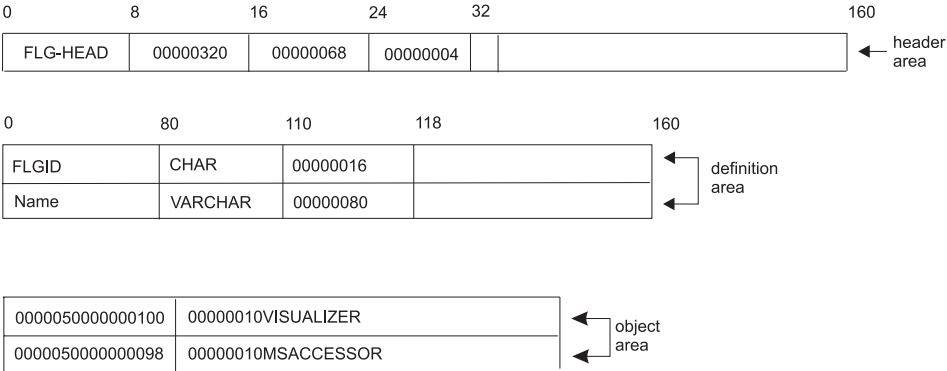 0 8 16 24 32 160
FLG-HEAD 00000320 00000068 00000004
header
area
0 80 110 118 160
FLGID CHAR 00000016
Name VARCHAR 00000080
definition
area
0000050000000100 00000010VISUALIZER
0000050000000098 00000010MSACCESSOR
object
area